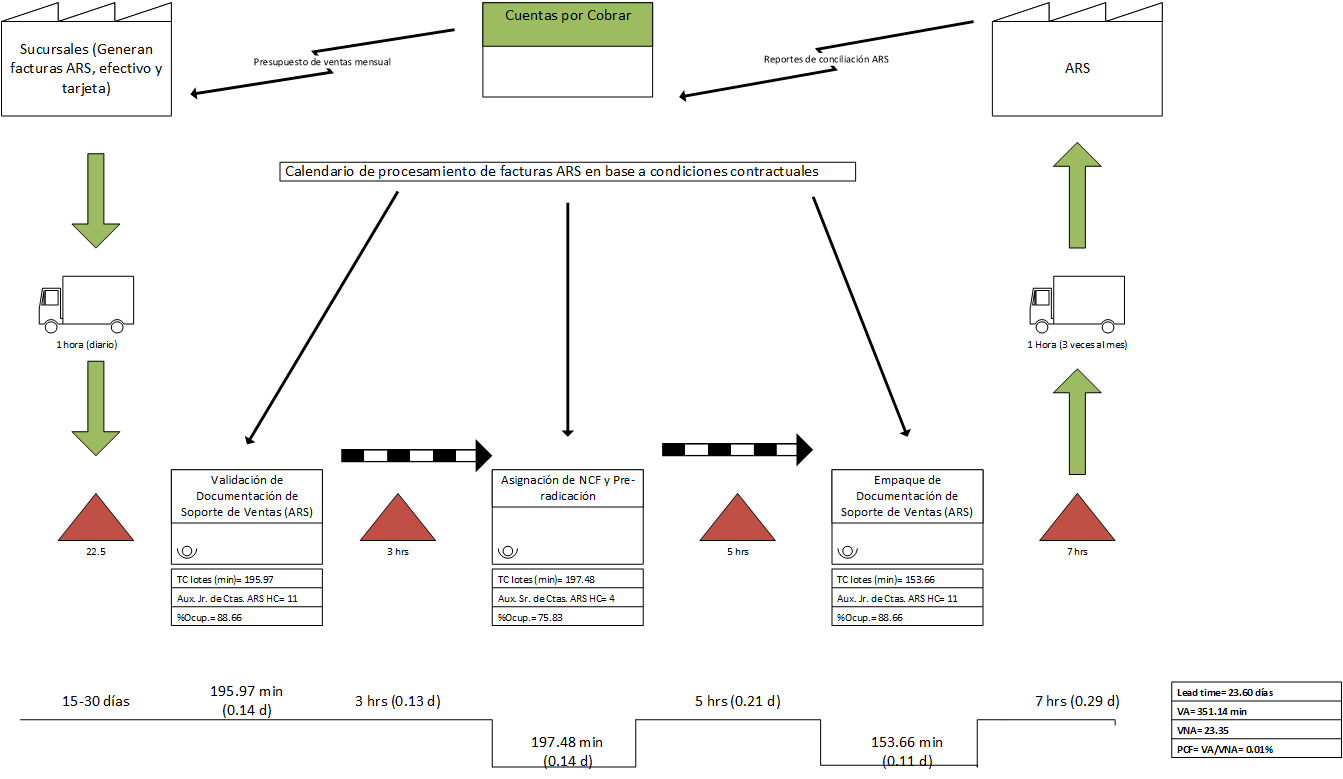 Sucursales (Generan
facturas ARS, efectivo y
tarjeta)
Presupuesto de ventas mensual
Cuentas por Cobrar
Reportes de conciliación ARS
ARS
Calendario de procesamiento de facturas ARS en base a condiciones contractuales
1 hora (diario)
1 Hora (3 veces al mes)
22.5
Validación de
Documentación de
Soporte de Ventas (ARS)
TC lotes (min)= 195.97
Aux. Jr. de Ctas. ARS HC= 11
%Ocup.= 88.66
3 hrs
Asignación de NCF y Pre-
radicación
TC lotes (min)= 197.48
Aux. Sr. de Ctas. ARS HC= 4
%Ocup.= 75.83
5 hrs
Empaque de
Documentación de
Soporte de Ventas (ARS)
TC lotes (min)= 153.66
Aux. Jr. de Ctas. ARS HC= 11
%Ocup.= 88.66
7 hrs
15-30 días
195.97 min
(0.14 d)
3 hrs (0.13 d)
197.48 min
(0.14 d)
5 hrs (0.21 d)
153.66 min
(0.11 d)
7 hrs (0.29 d)
Lead time= 23.60 días
VA= 351.14 min
VNA= 23.35
PCF= VA/VNA= 0.01%